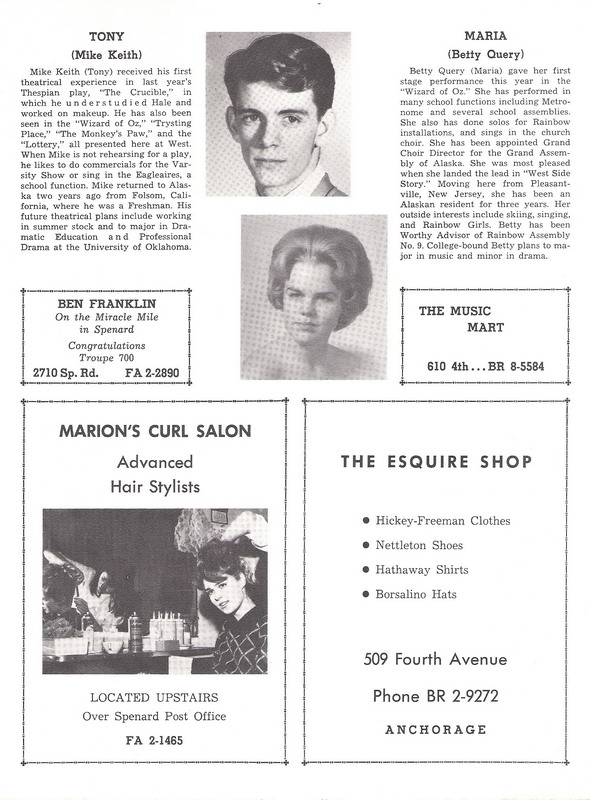 TONY
(Mike Keith)
Mike Keith (Tony) received his first
theatrical experience in last year's
Thespian play, "The Crucible," in
which he understudied Hale and
worked on makeup. He has also been
seen in the "Wizard of Oz," "Trysting
Place," "The Monkey's Paw," and the
"Lottery," all presented here at West.
When Mike is not rehearsing for a play,
he likes to do commercials for the Var-
sity Show or sing in the Eagleaires, a
school function. Mike returned to Alas-
ka two years ago from Folsom, Cali-
fornia, where he was a Freshman. His
future theatrical plans include working
in summer stock and to major in Dra-
matic Education and Professional
Drama at the University of Oklahoma.
MARIA
(Betty Query)
Betty Query (Maria) gave her first
stage performance this year in the
"Wizard of Oz." She has performed in
many school functions including Metro-
nome and several school assemblies.
She also has done solos for Rainbow
installations, and sings in the church
choir. She has been appointed Grand
Choir Director for the Grand Assem-
bly of Alaska. She was most pleased
when she landed the lead in "West Side
Story." Moving here from Pleasant-
ville, New Jersey, she has been an
Alaskan resident for three years. Her
outside interests include skiing, singing,
and Rainbow Girls. Betty has been
Worthy Advisor of Rainbow Assembly
No. 9. College-bound Betty plans to ma-
jor in music and minor in drama.
BEN FRANKLIN
On the Miracle Mile
in Spenard
Congratulations
Troupe 700
2710 Sp. Rd. FA 2-2890
THE MUSIC
MART
610 4th...BR 8-5584
MARION'S CURL SALON
Advanced
Hair Stylists
LOCATED UPSTAIRS
Over Spenard Post Office
FA 2-1465
THE ESQUIRE SHOP
● Hickey-Freeman Clothes
● Nettleton Shoes
● Hathaway Shirts
● Borsalino Hats
509 Fourth Avenue
Phone BR 2-9272
ANCHORAGE